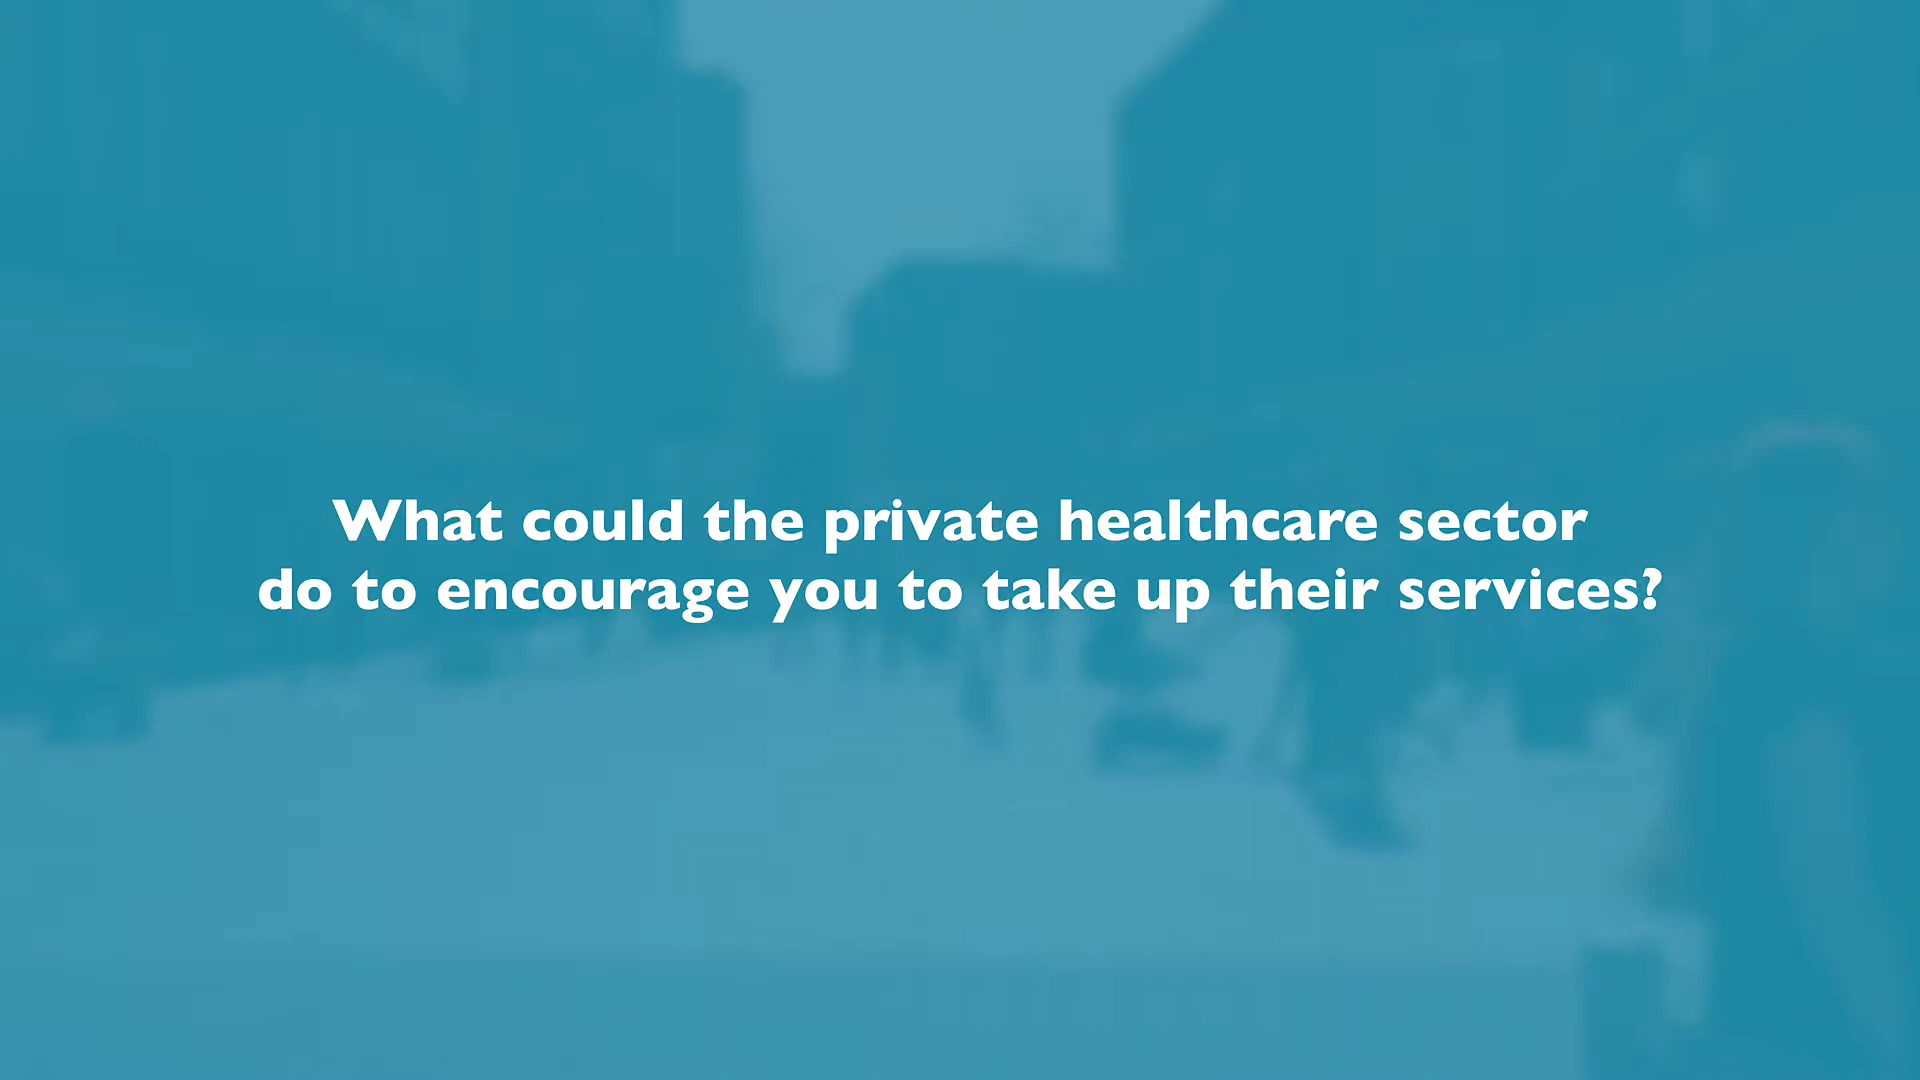 What could the private healthcare sector
do to encourage you to take up their services?